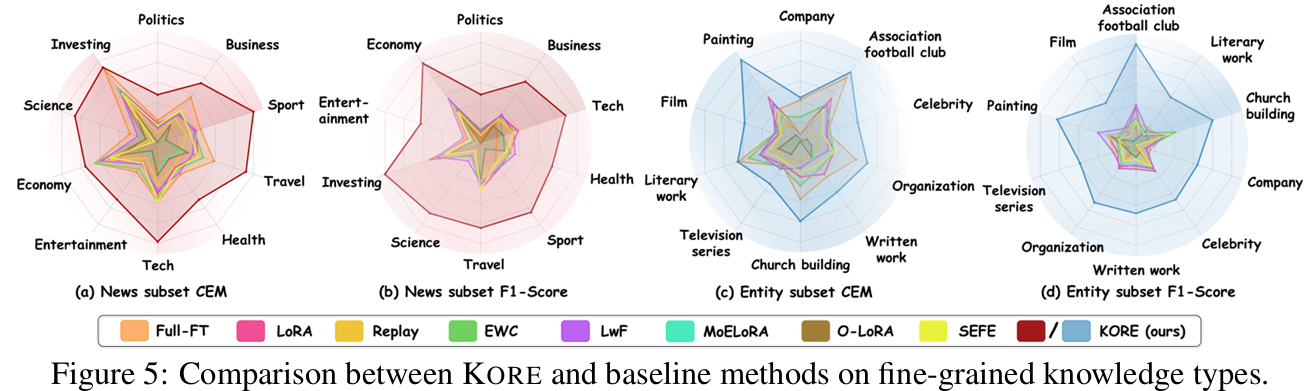 Politics
Investing
Business
Science
Sport
Economy
Travel
Entertainment
Health
Tech
(a) News subset CEM
Politics
Economy
Business
Entert-
ainment
Tech
Investing
Health
Science
Sport
Travel
(b) News subset F1-Score
Company
Painting
Association
football club
Film
Celebrity
Literary
work
Organization
Television
series
Written
work
Church building
(c) Entity subset CEM
Association
football club
Film
Literary
work
Painting
Church
building
Television
series
Company
Organization
Celebrity
Written work
(d) Entity subset F1-Score
Full-FT LoRA Replay EWC LwF MoELoRA O-LoRA SEFE / KORE (ours)
Figure 5: Comparison between KORE and baseline methods on fine-grained knowledge types.